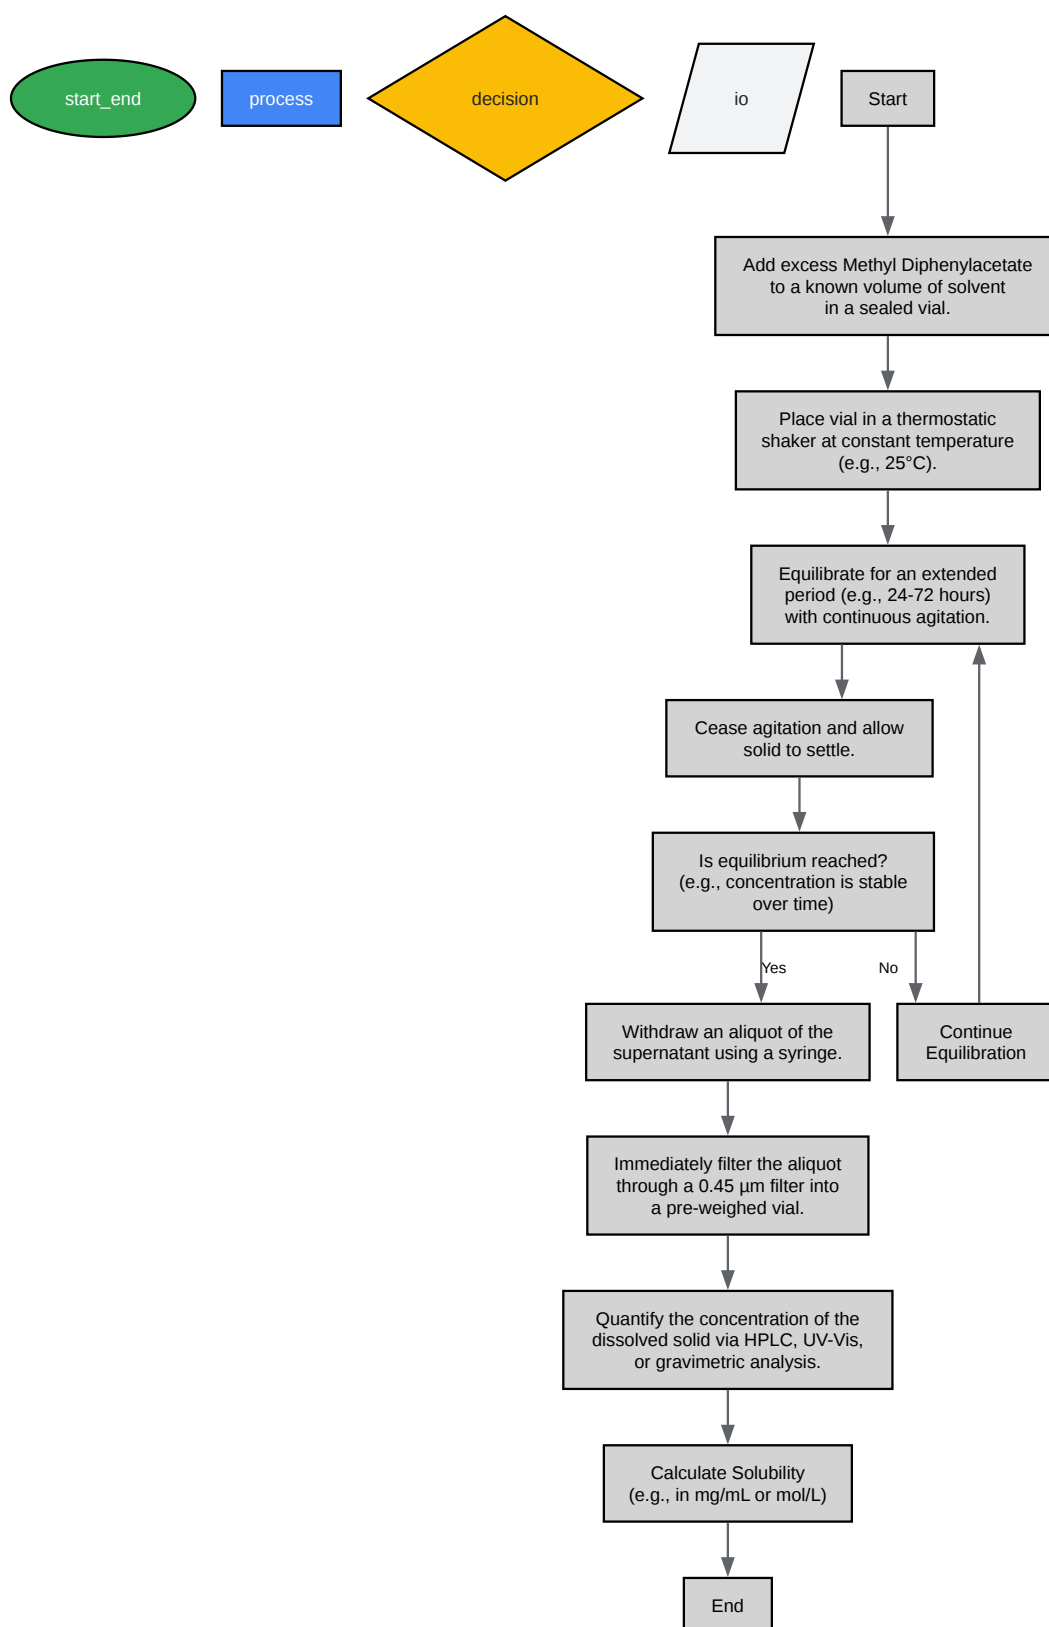 start_end
process
decision
io
Start
Add excess Methyl Diphenylacetate
to a known volume of solvent
in a sealed vial.
Place vial in a thermostatic
shaker at constant temperature
(e.g., 25°C).
Equilibrate for an extended
period (e.g., 24-72 hours)
with continuous agitation.
Cease agitation and allow
solid to settle.
Is equilibrium reached?
(e.g., concentration is stable
over time)
Yes
No
Withdraw an aliquot of the
supernatant using a syringe.
Continue
Equilibration
Immediately filter the aliquot
through a 0.45 µm filter into
a pre-weighed vial.
Quantify the concentration of the
dissolved solid via HPLC, UV-Vis,
or gravimetric analysis.
Calculate Solubility
(e.g., in mg/mL or mol/L)
End